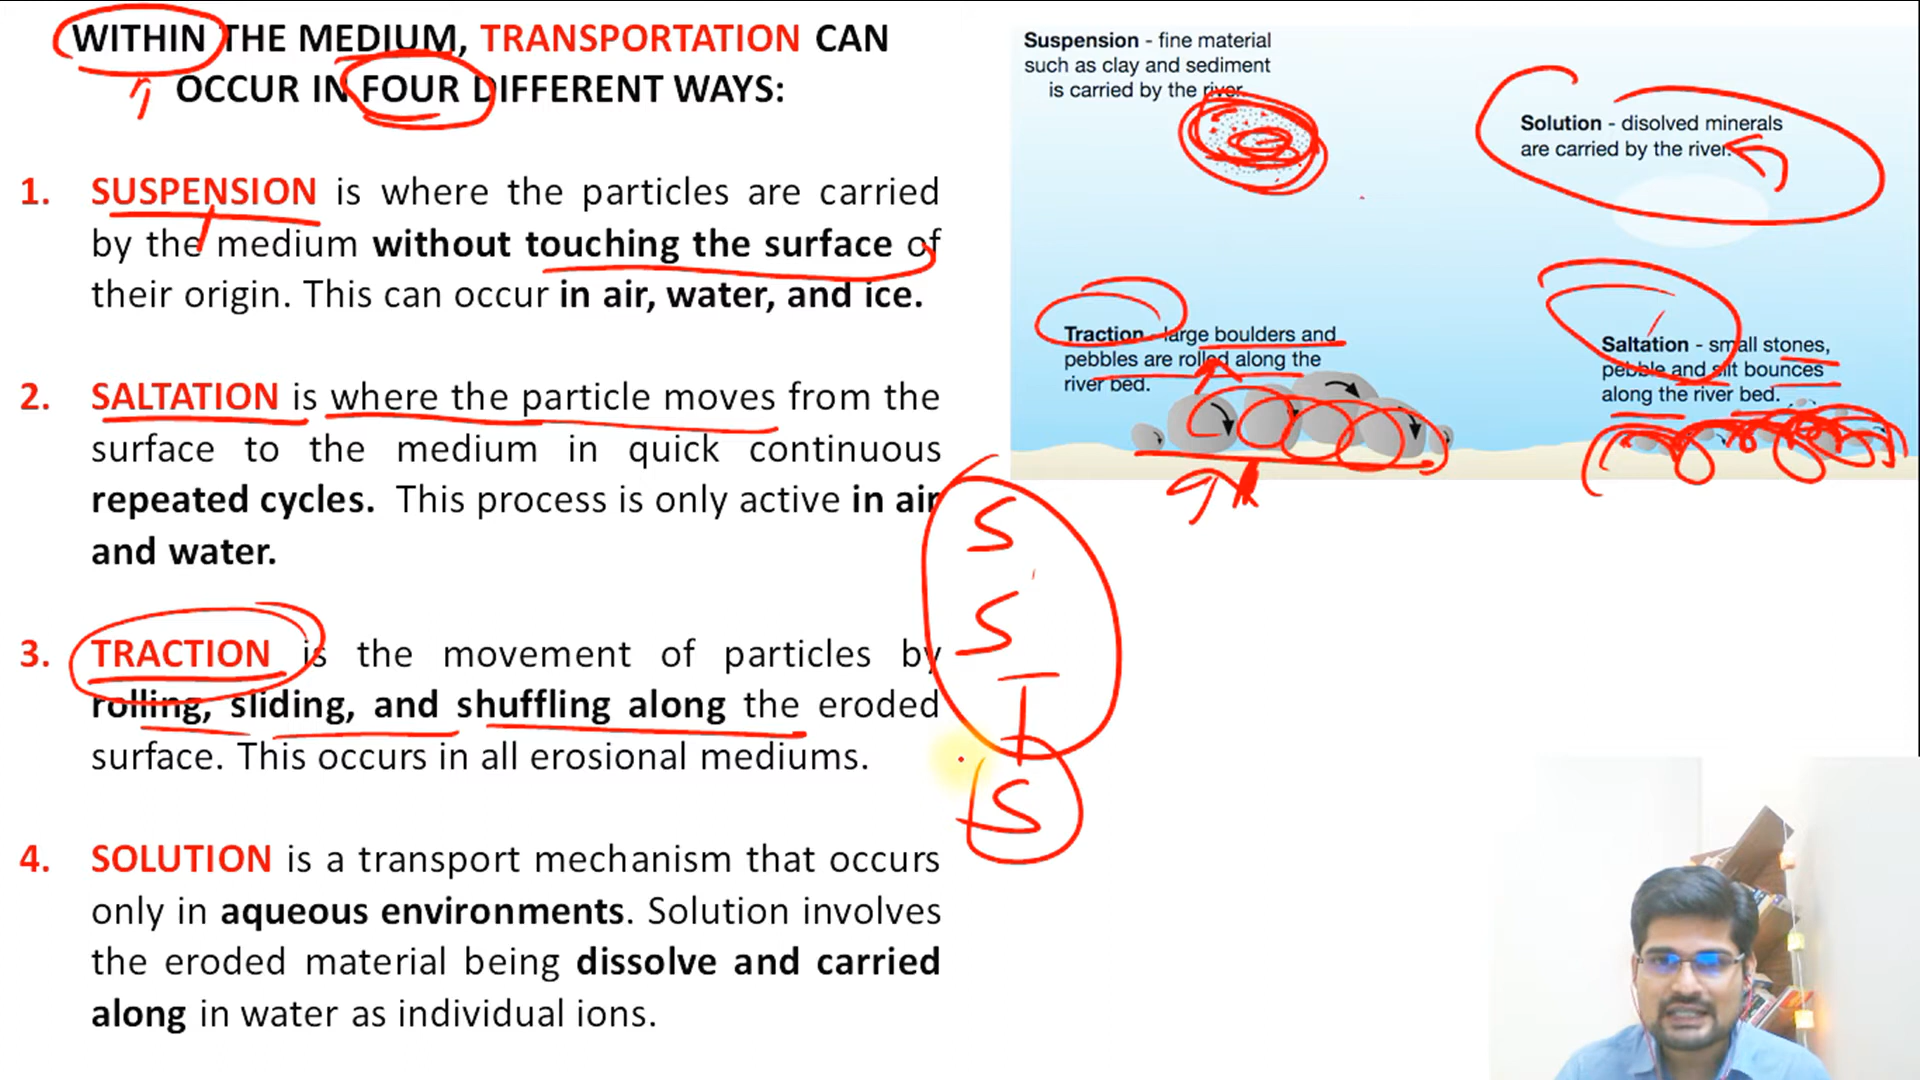 WITHIN THE MEDIUM, TRANSPORTATION CAN
OCCUR IN FOUR DIFFERENT WAYS:
1. SUSPENSION is where the particles are carried
by the medium without touching the surface of
their origin. This can occur in air, water, and ice.
2. SALTATION is where the particle moves from the
surface to the medium in quick continuous
repeated cycles. This process is only active in air
and water.
3. TRACTION is the movement of particles by
rolling, sliding, and shuffling along the eroded
surface. This occurs in all erosional mediums.
4. SOLUTION is a transport mechanism that occurs
only in aqueous environments. Solution involves
the eroded material being dissolve and carried
along in water as individual ions.
Suspension - fine material
such as clay and sediment
is carried by the river.
Solution - disolved minerals
are carried by the river.
Traction - large boulders and
pebbles are rolled along the
river bed.
Saltation - small stones,
pebble and silt bounces
along the river bed.
S
S
T
S